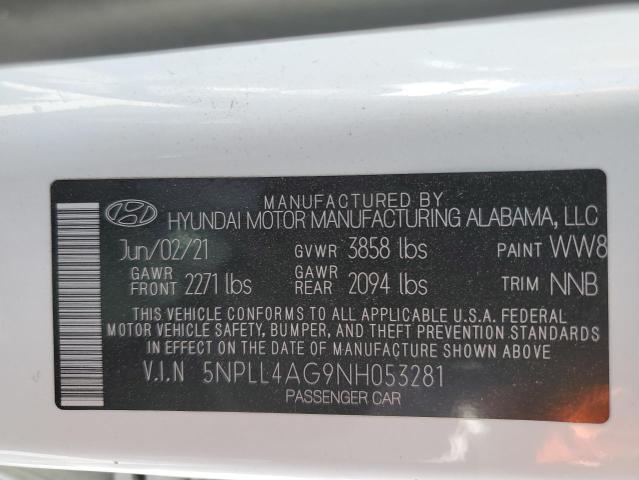 MANUFACTURED BY
HYUNDAI MOTOR MANUFACTURING ALABAMA, LLC
Jun/02/21 GVWR 3858 lbs PAINT WW8
GAWR FRONT 2271 lbs GAWR REAR 2094 lbs TRIM NNB
THIS VEHICLE CONFORMS TO ALL APPLICABLE U.S.A. FEDERAL
MOTOR VEHICLE SAFETY, BUMPER, AND THEFT PREVENTION STANDARDS
IN EFFECT ON THE DATE OF MANUFACTURE SHOWN ABOVE.
V.I.N 5NPLL4AG9NH053281
PASSENGER CAR